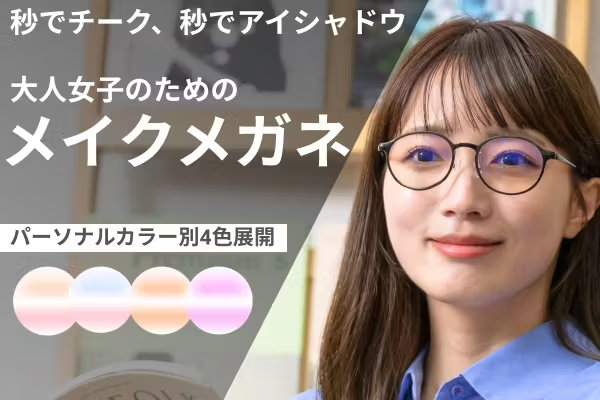 秒でチーク、秒でアイシャドウ
大人女子のための
メイクメガネ
パーソナルカラー別4色展開